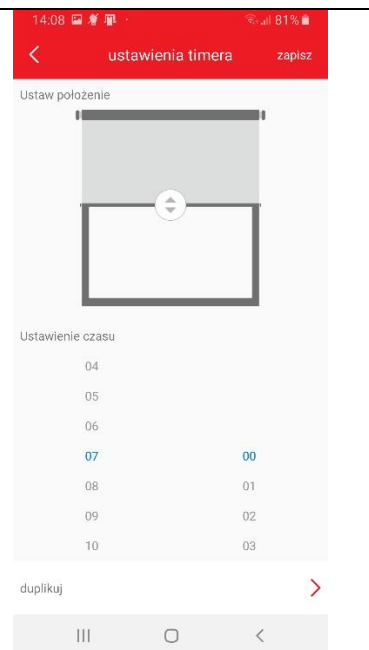 14:08 81%
ustawienia timera zapisz
Ustaw położenie
Ustawienie czasu
04
05
06
07 00
08 01
09 02
10 03
duplikuj